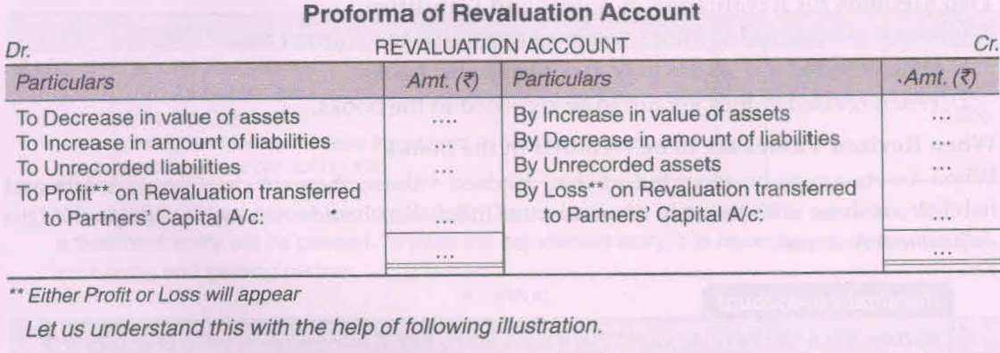 Proforma of Revaluation Account
Dr. REVALUATION ACCOUNT Cr.
Particulars Amt. (₹) Particulars Amt. (₹)
To Decrease in value of assets .... By Increase in value of assets ...
To Increase in amount of liabilities ... By Decrease in amount of liabilities ...
To Unrecorded liabilities ... By Unrecorded assets ...
To Profit** on Revaluation transferred By Loss** on Revaluation transferred
to Partners' Capital A/c: ... to Partners' Capital A/c: ...
... ...
** Either Profit or Loss will appear
Let us understand this with the help of following illustration.